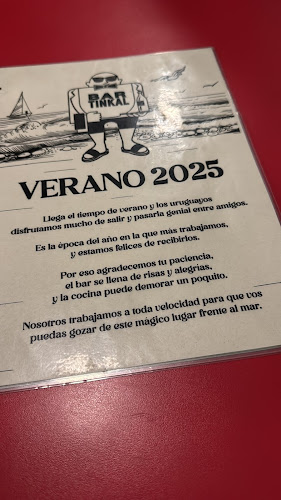 BAR
TINKAL
VERANO 2025
Llega el tiempo de verano y los uruguayos
disfrutamos mucho de salir y pasarla genial entre amigos.
Es la época del año en la que más trabajamos,
y estamos felices de recibirlos.
Por eso agradecemos tu paciencia,
el bar se llena de risas y alegrías,
y la cocina puede demorar un poquito.
Nosotros trabajamos a toda velocidad para que vos
puedas gozar de este mágico lugar frente al mar.